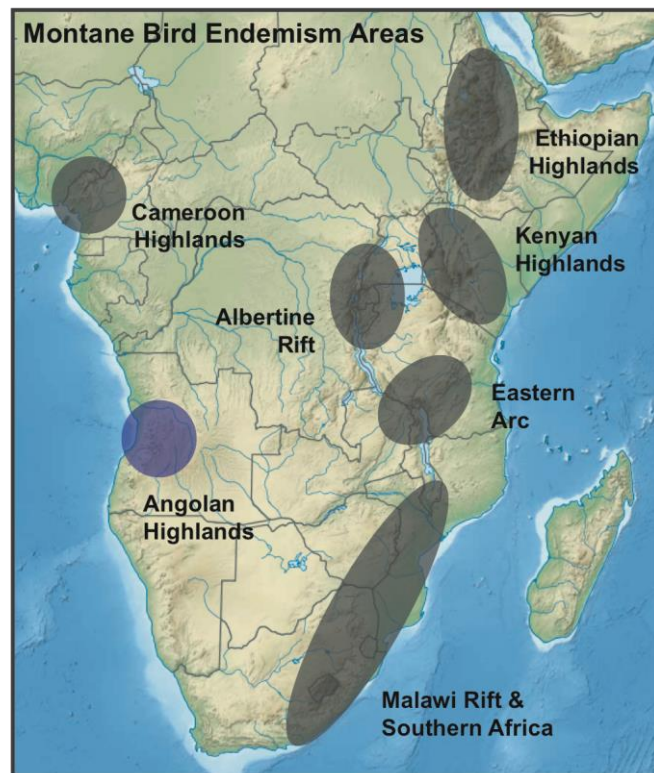 Montane Bird Endemism Areas
Ethiopian
Highlands
Cameroon
Highlands
Kenyan
Highlands
Albertine
Rift
Eastern
Arc
Angolan
Highlands
Malawi Rift &
Southern Africa